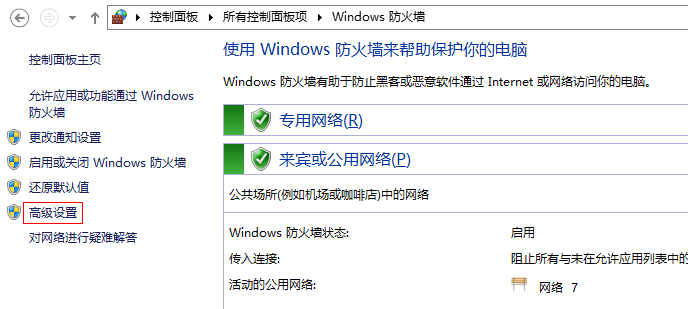 控制面板 所有控制面板项 Windows 防火墙
控制面板主页
允许应用或功能通过 Windows
防火墙
更改通知设置
启用或关闭 Windows 防火墙
还原默认值
高级设置
对网络进行疑难解答
使用 Windows 防火墙来帮助保护你的电脑
Windows 防火墙有助于防止黑客或恶意软件通过 Internet 或网络访问你的电脑。
专用网络(R)
来宾或公用网络(P)
公共场所(例如机场或咖啡店)中的网络
Windows 防火墙状态: 启用
传入连接: 阻止所有与未在允许应用列表中的
活动的公用网络: 网络 7